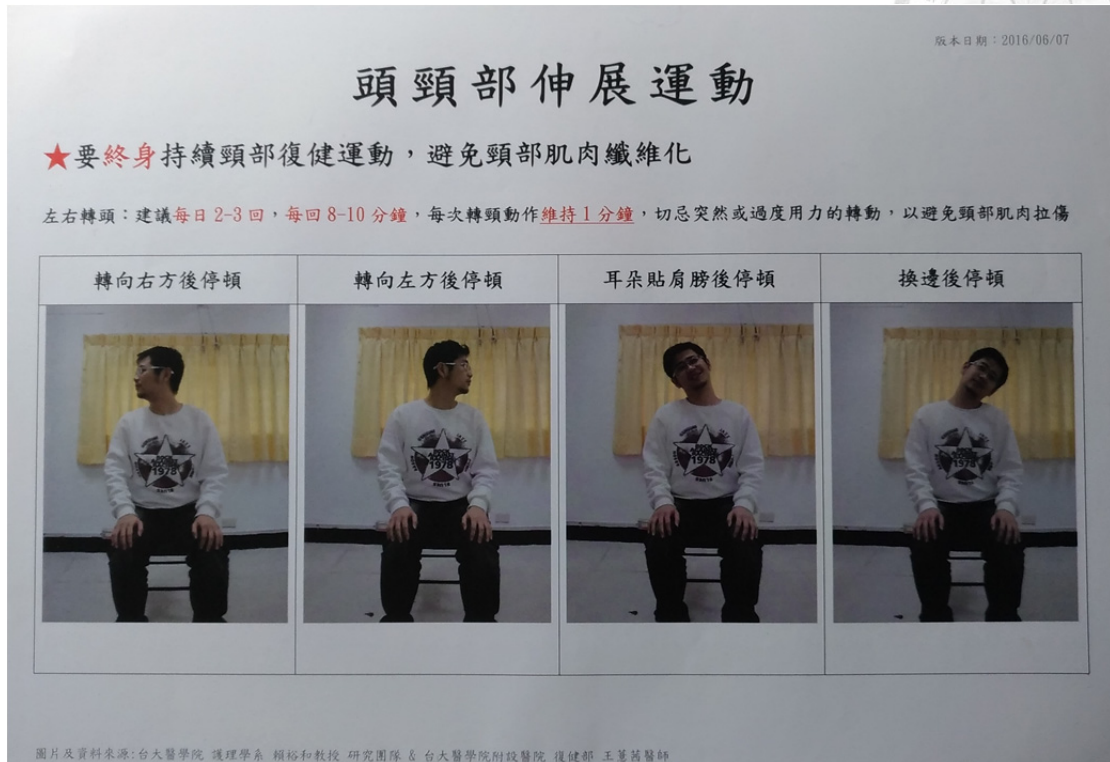 版本日期：2016/06/07
頭頸部伸展運動
★要終身持續頸部復健運動，避免頸部肌肉纖維化
左右轉頭：建議每日 2-3 回，每回 8-10 分鐘，每次轉頸動作維持 1 分鐘，切忌突然或過度用力的轉動，以避免頸部肌肉拉傷
轉向右方後停頓
轉向左方後停頓
耳朵貼肩膀後停頓
換邊後停頓
1978
1978
1978
1978
圖片及資料來源:台大醫學院 護理學系 賴裕和教授 研究團隊 & 台大醫學院附設醫院 復健部 王蕙茜醫師